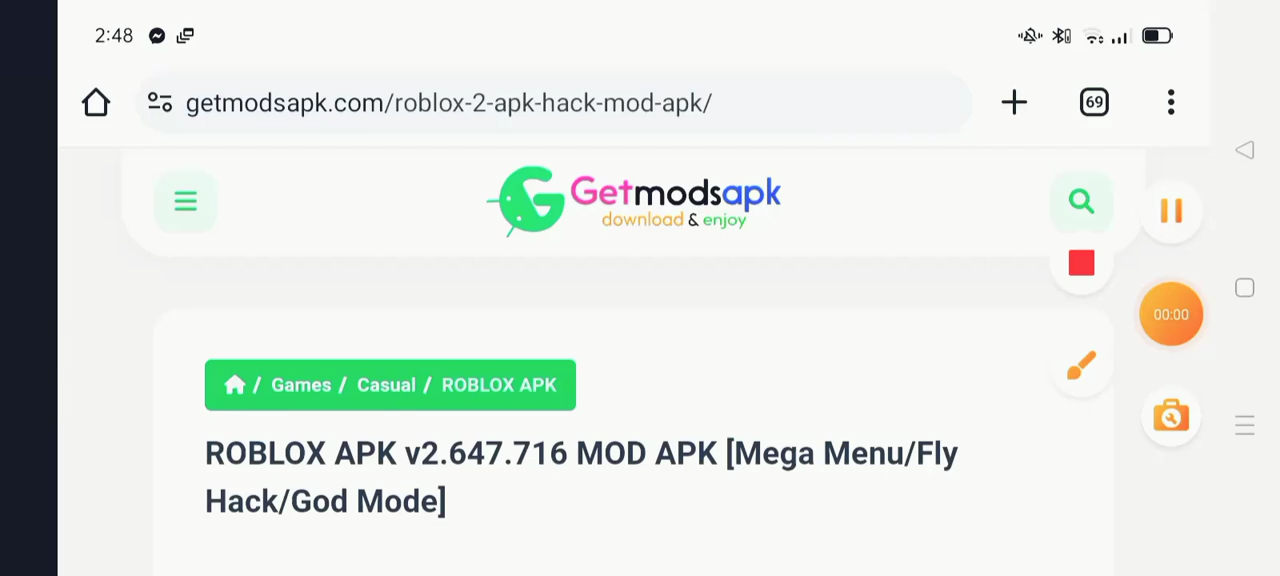 2:48
getmodsapk.com/roblox-2-apk-hack-mod-apk/
69
Getmodsapk
download & enjoy
00:00
/ Games / Casual / ROBLOX APK
ROBLOX APK v2.647.716 MOD APK [Mega Menu/Fly
Hack/God Mode]